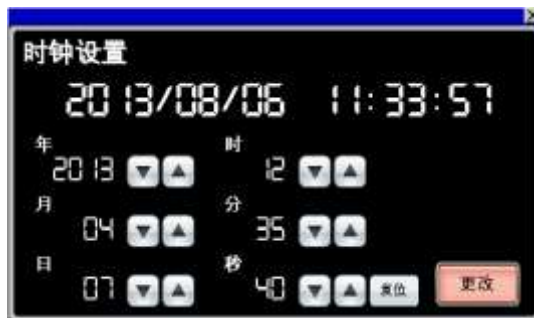 时钟设置
2013/08/06 11:33:57
年 时
2013 12
月 分
04 35
日 秒
07 40 复位 更改